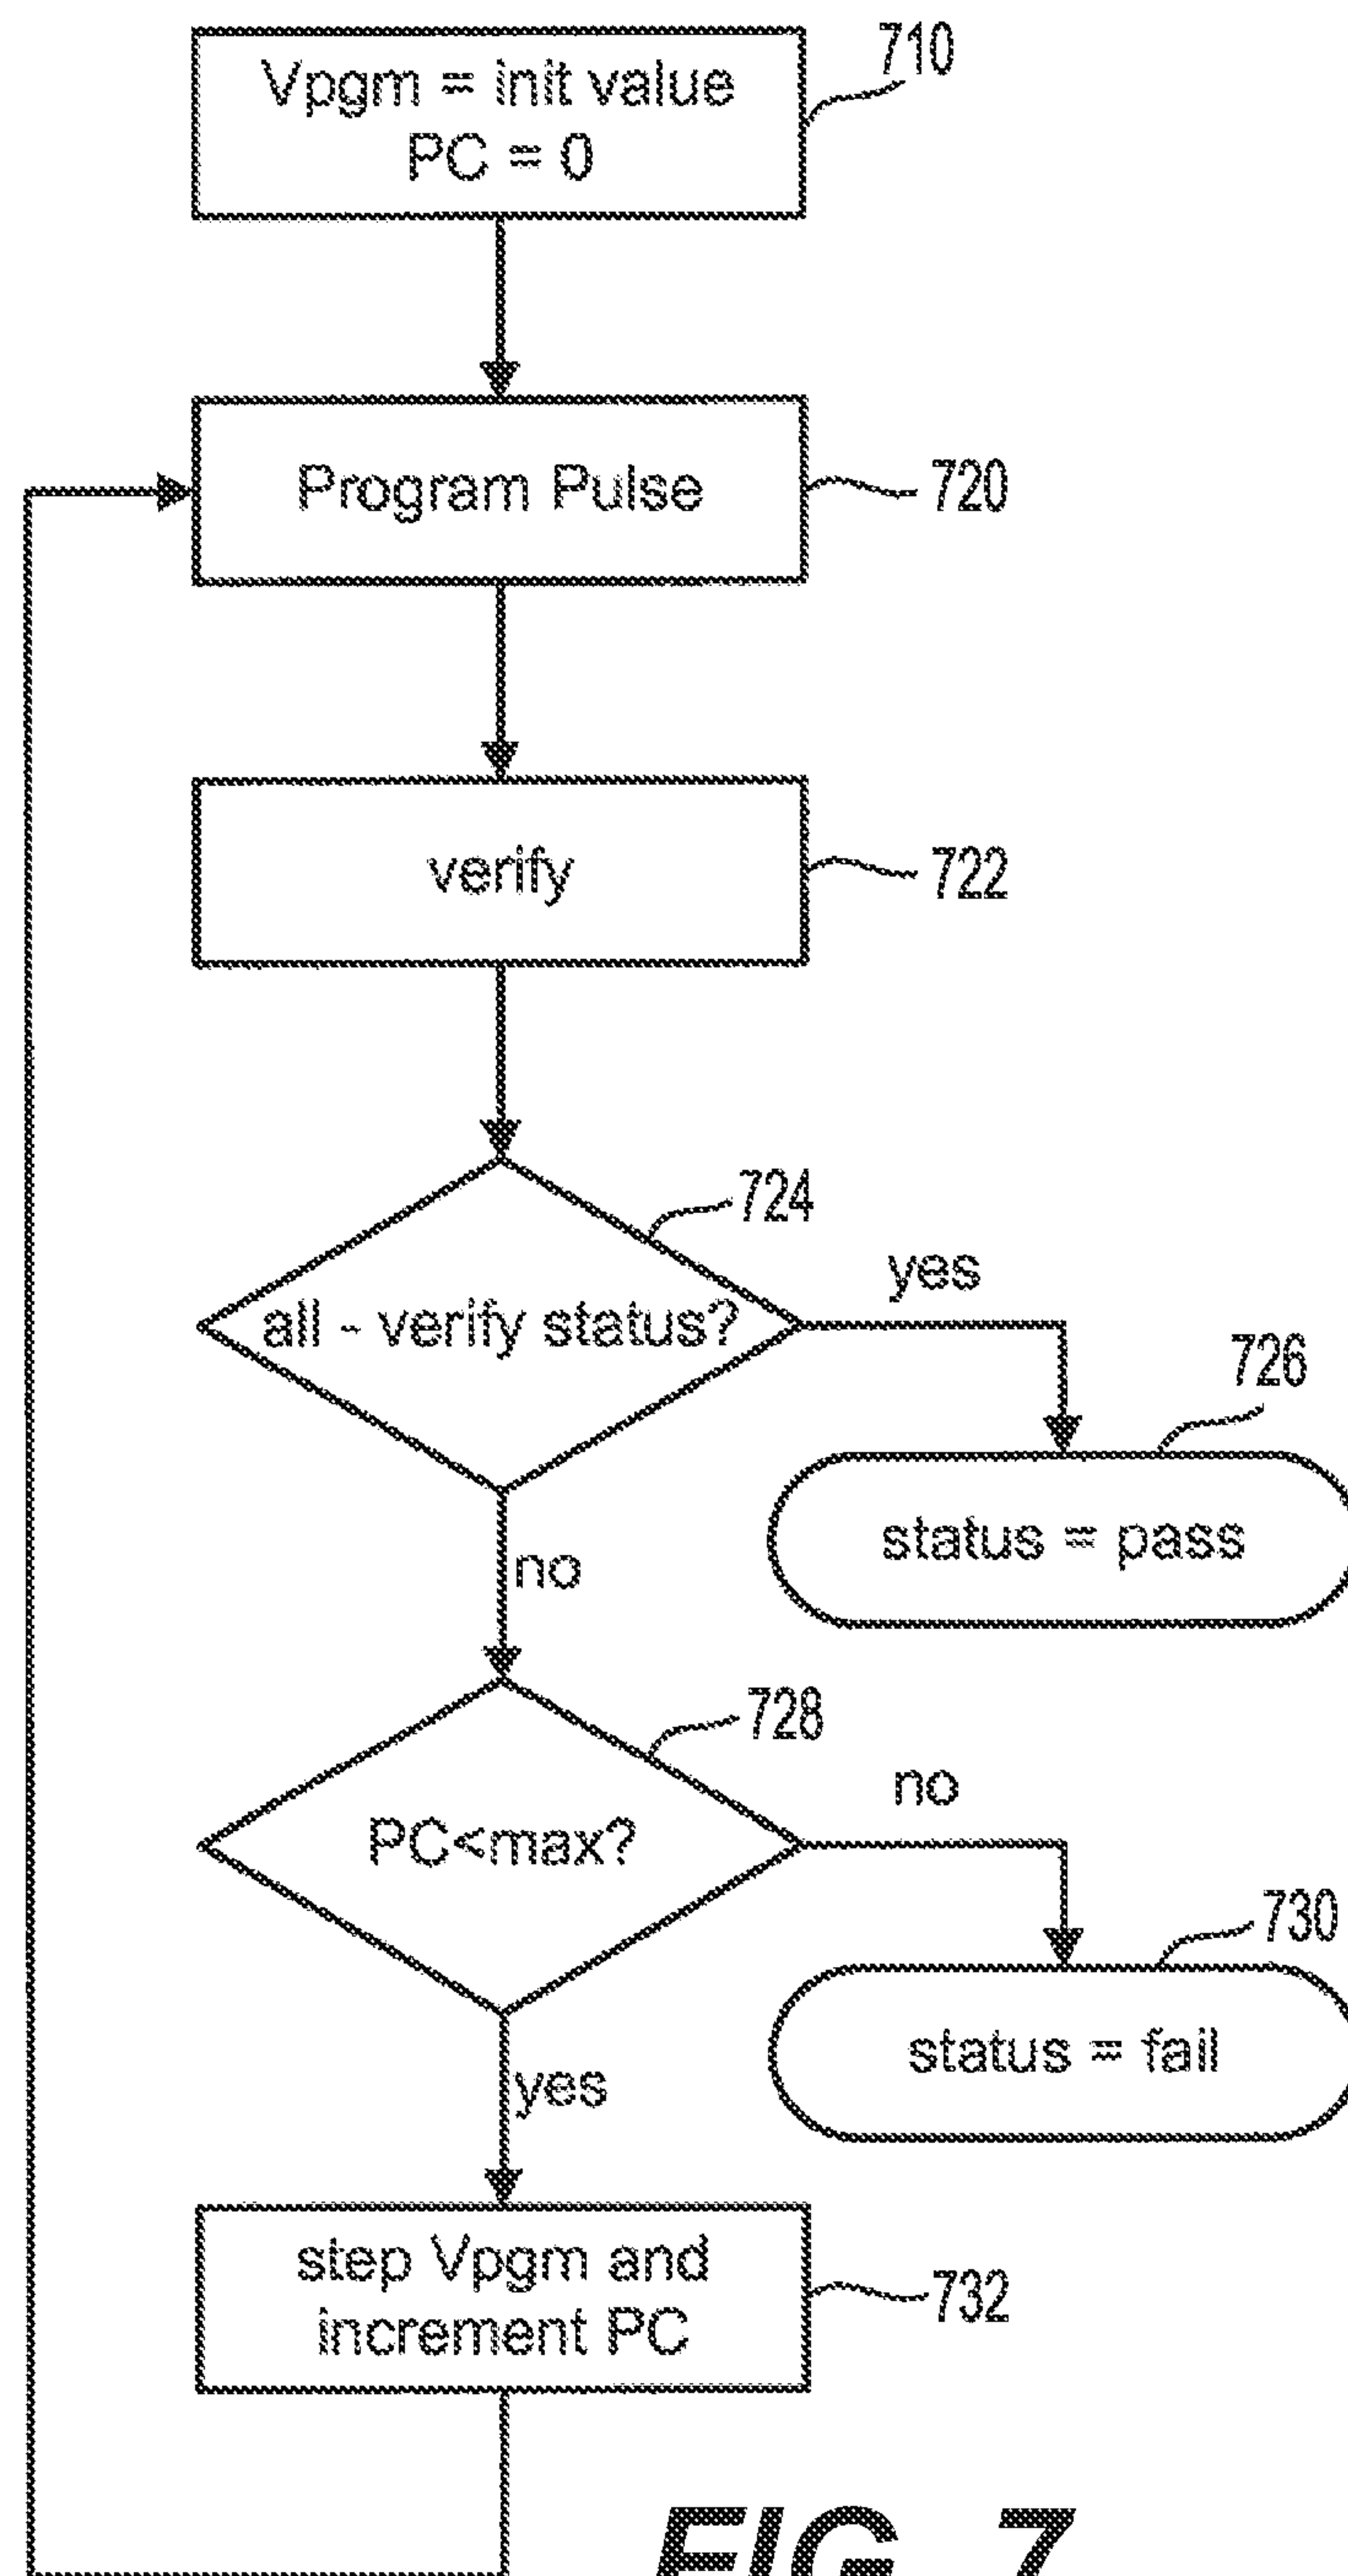 Vpgm = init value
PC = 0
710
Program Pulse
720
verify
722
724
all - verify status?
yes
726
status = pass
no
728
PC<max?
no
730
status = fail
yes
step Vpgm and
increment PC
732
FIG. 7